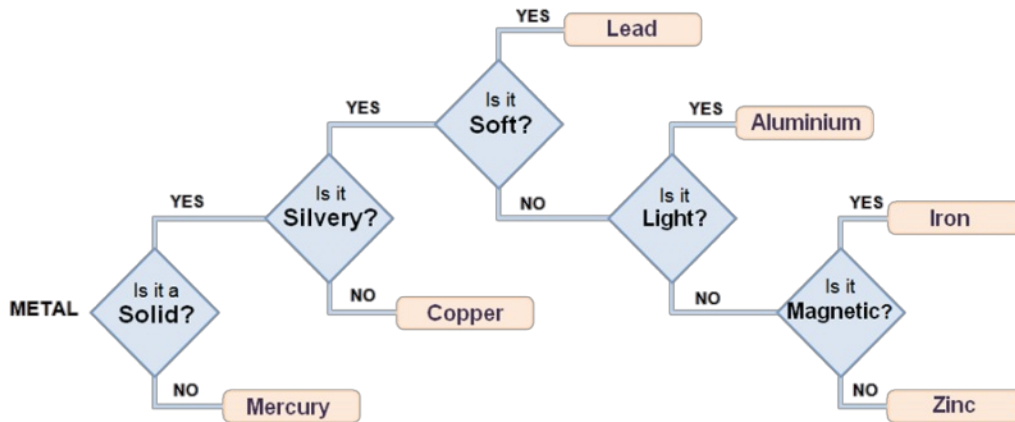 YES
Lead
Is it
Soft?
YES
YES
Aluminium
Is it
Silvery?
NO
Is it
Light?
YES
YES
Iron
Is it a
Solid?
METAL
NO
Copper
NO
Is it
Magnetic?
NO
Mercury
NO
Zinc